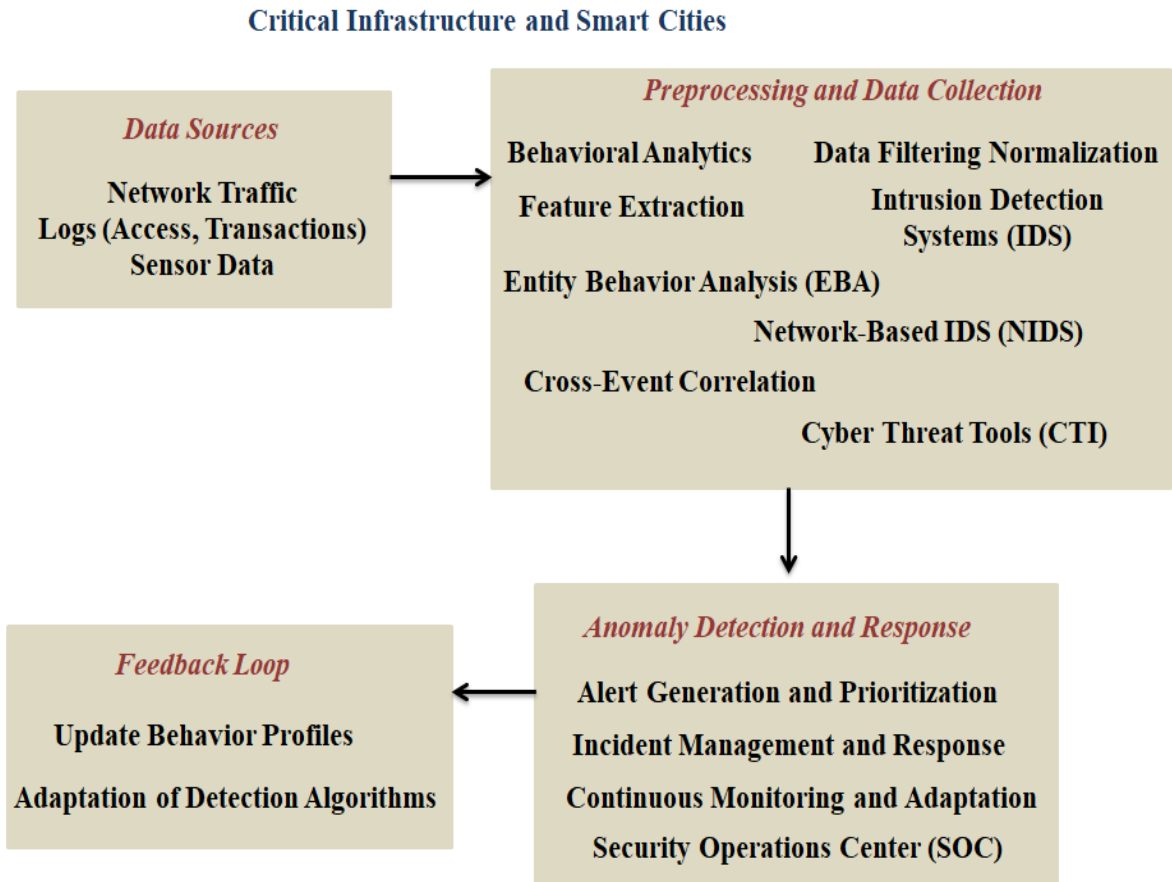 Critical Infrastructure and Smart Cities
Data Sources
Network Traffic
Logs (Access, Transactions)
Sensor Data
Preprocessing and Data Collection
Behavioral Analytics
Data Filtering Normalization
Feature Extraction
Intrusion Detection
Systems (IDS)
Entity Behavior Analysis (EBA)
Network-Based IDS (NIDS)
Cross-Event Correlation
Cyber Threat Tools (CTI)
Anomaly Detection and Response
Alert Generation and Prioritization
Incident Management and Response
Continuous Monitoring and Adaptation
Security Operations Center (SOC)
Feedback Loop
Update Behavior Profiles
Adaptation of Detection Algorithms